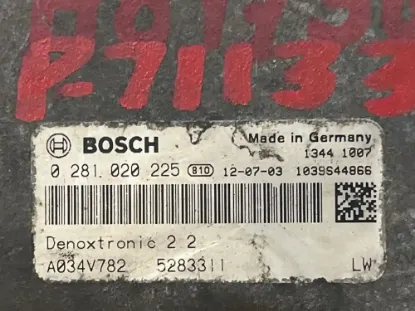 P-71133
BOSCH
Made in Germany
1344 1007
0 281 020 225 810 12-07-03 1039S44866
Denoxtronic 2 2
A034V782 5283311 LW